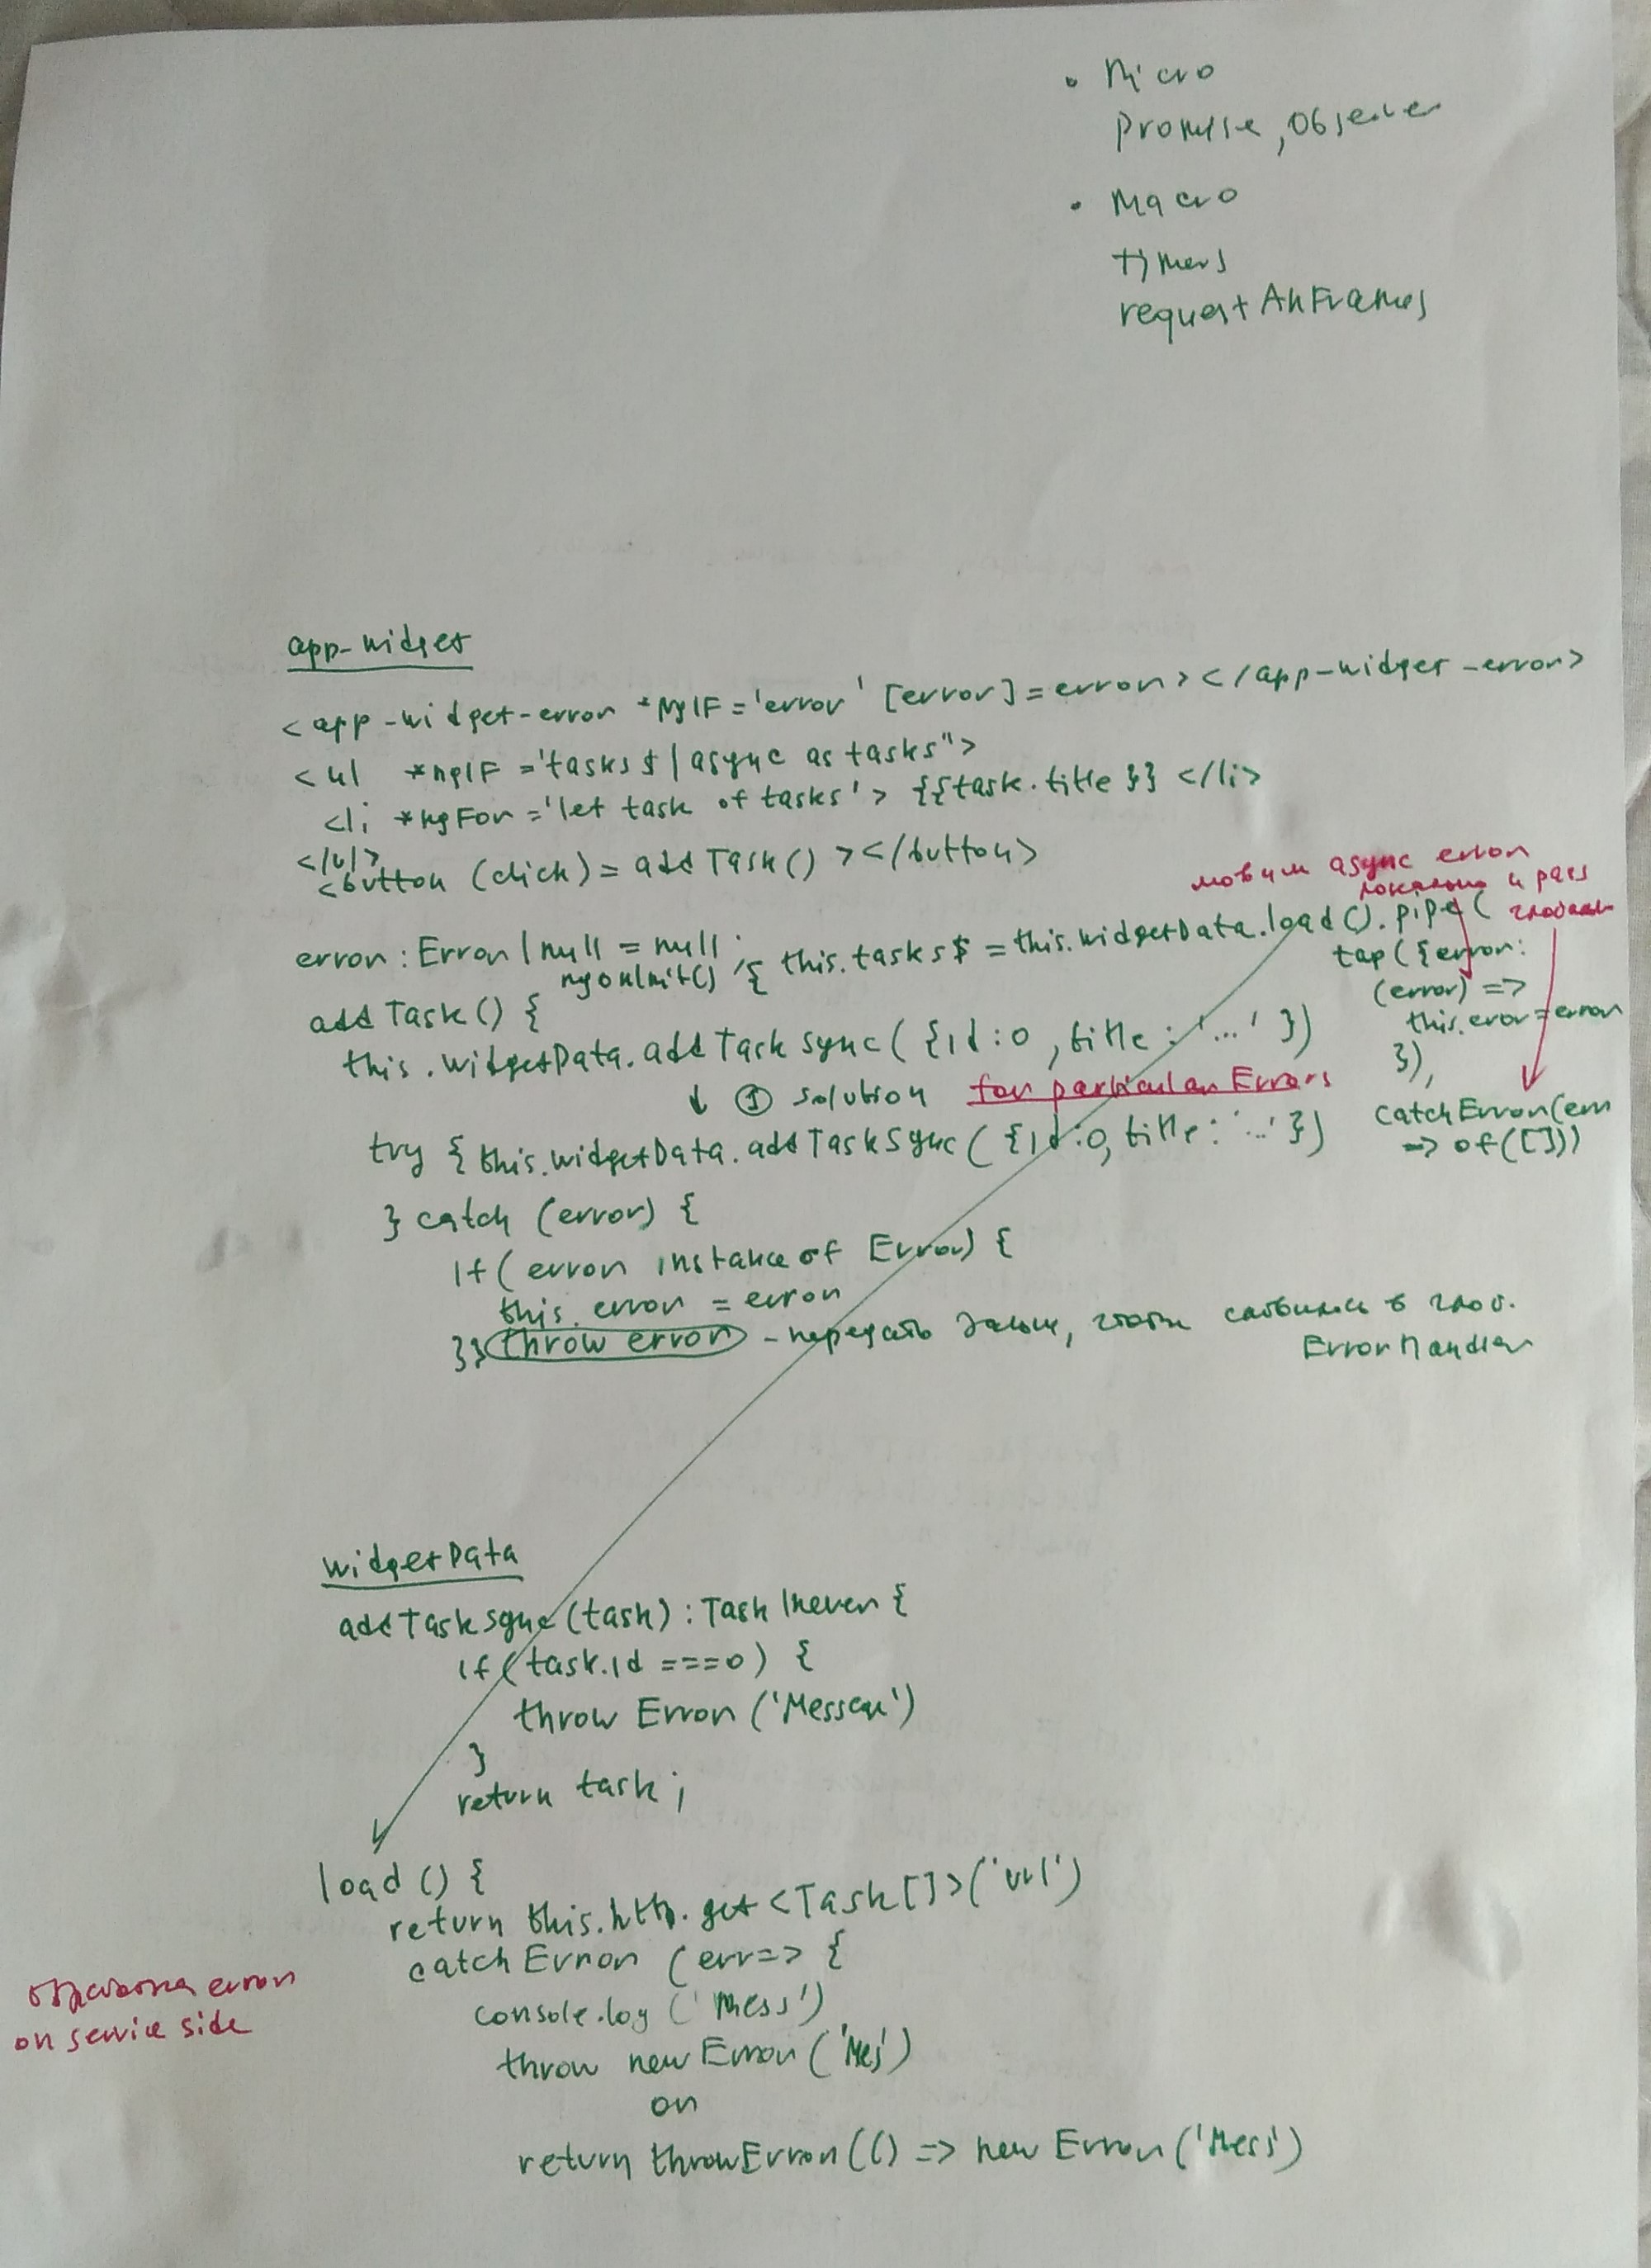 • Micro
Promise, Observer
• Macro
timers
requestAnFrames
app-widget
<app-widget-error *NgIF='error' [error]=error></app-widget-error>
<ul *ngIF='tasks$ | async as tasks">
<li *ngFor='let task of tasks'> {{task.title}} </li>
</ul>
<button (click)=addTask()></button>
ловим async error
локально и pass
глобально
error: Error | null = null;
ngOnInit() { this.tasks$ = this.widgetData.load().pipe(
tap({error:
(error) =>
this.eror=error
}),
catchError(err
=> of([]))
addTask() {
this.widgetData.addTaskSync({id:0, title: '...' })
↓ ① solution for particular Errors
try { this.widgetData.addTaskSync({id:0, title: '...' })
} catch (error) {
if (error instance of Error) {
this.error = error
}} throw error - передать дальше, чтобы в глоб.
ErrorHandler
widgetData
addTaskSync(task): Task | never {
if (task.id === 0) {
throw Error ('')
}
return task;
load() {
return this.http.get<Task[]>('url')
catchError (err=> {
console.log ('Mess')
throw new Error ('Mes')
or
return throwError(() => new Error ('Mess')
обработка error
on service side